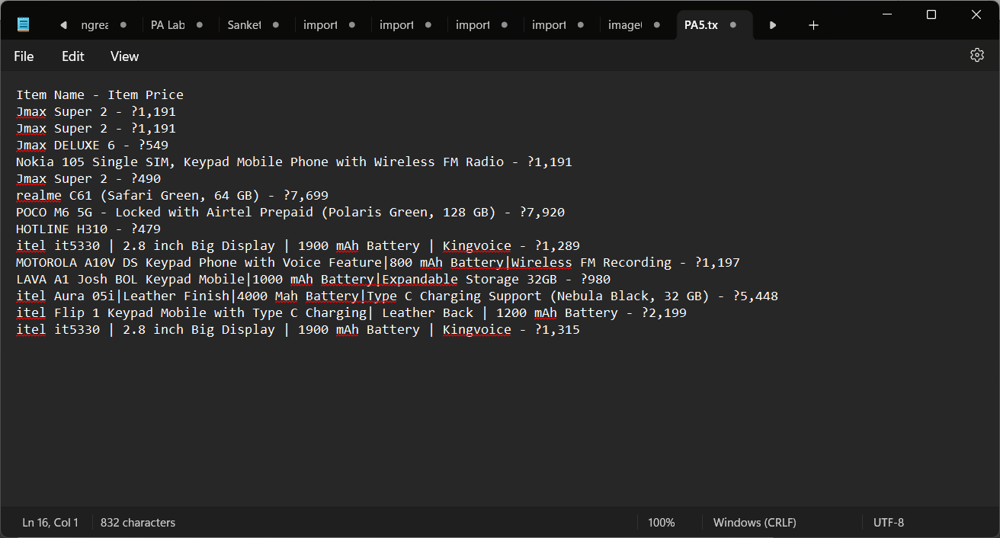 ngrea PA Lab Sanket import import import import image( PA5.tx
File Edit View
Item Name - Item Price
Jmax Super 2 - ?1,191
Jmax Super 2 - ?1,191
Jmax DELUXE 6 - ?549
Nokia 105 Single SIM, Keypad Mobile Phone with Wireless FM Radio - ?1,191
Jmax Super 2 - ?490
realme C61 (Safari Green, 64 GB) - ?7,699
POCO M6 5G - Locked with Airtel Prepaid (Polaris Green, 128 GB) - ?7,920
HOTLINE H310 - ?479
itel it5330 | 2.8 inch Big Display | 1900 mAh Battery | Kingvoice - ?1,289
MOTOROLA A10V DS Keypad Phone with Voice Feature|800 mAh Battery|Wireless FM Recording - ?1,197
LAVA A1 Josh BOL Keypad Mobile|1000 mAh Battery|Expandable Storage 32GB - ?980
itel Aura 05i|Leather Finish|4000 Mah Battery|Type C Charging Support (Nebula Black, 32 GB) - ?5,448
itel Flip 1 Keypad Mobile with Type C Charging| Leather Back | 1200 mAh Battery - ?2,199
itel it5330 | 2.8 inch Big Display | 1900 mAh Battery | Kingvoice - ?1,315
Ln 16, Col 1 832 characters 100% Windows (CRLF) UTF-8